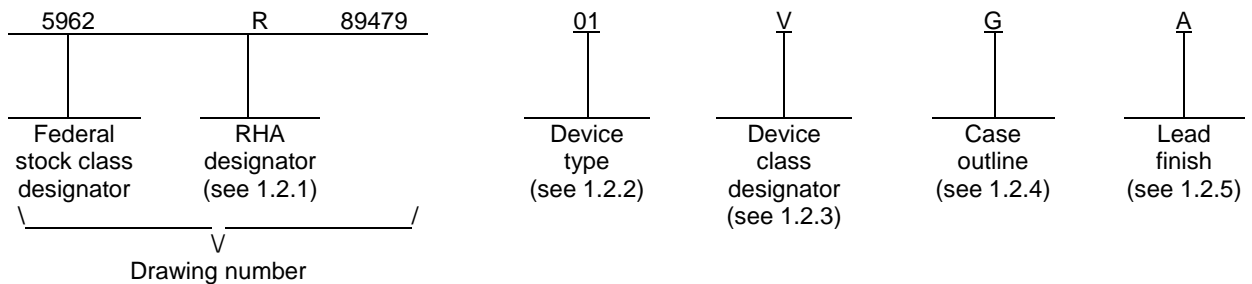 5962 R 89479 01 V G A
Federal stock class designator
RHA designator (see 1.2.1)
Device type (see 1.2.2)
Device class designator (see 1.2.3)
Case outline (see 1.2.4)
Lead finish (see 1.2.5)
\ /
\/
Drawing number